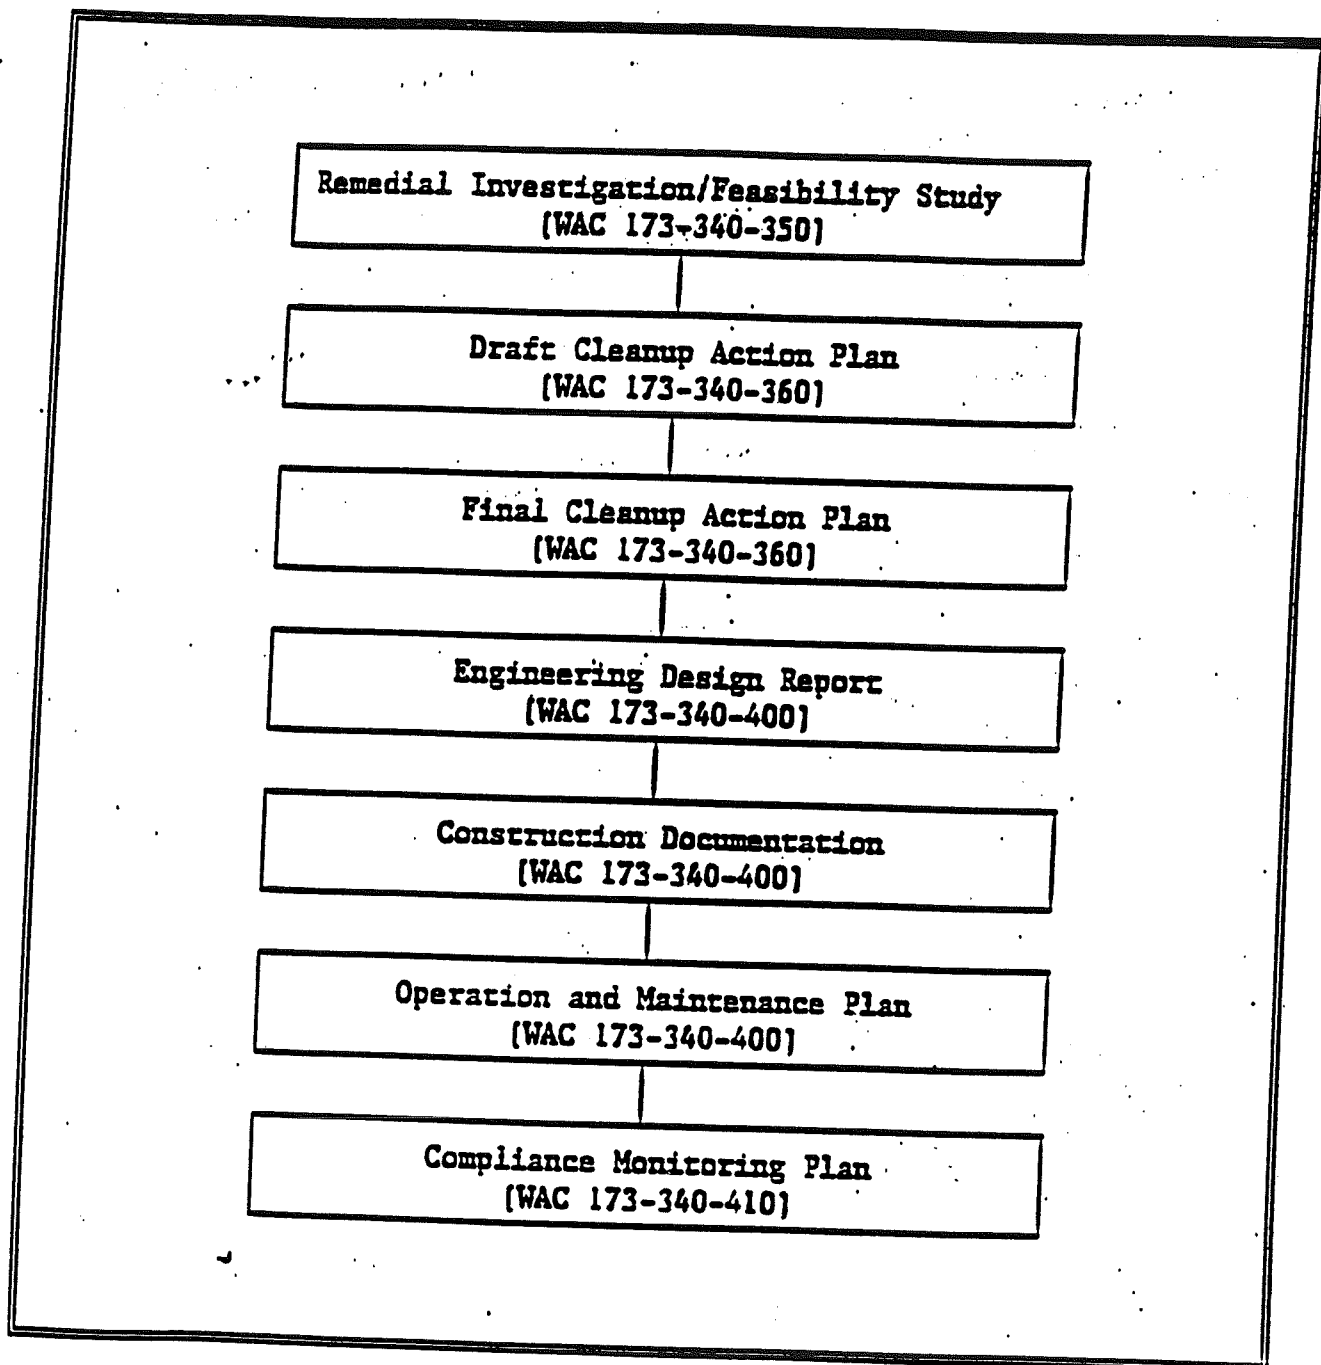 Remedial Investigation/Feasibility Study
[WAC 173-340-350]
Draft Cleanup Action Plan
[WAC 173-340-360]
Final Cleanup Action Plan
[WAC 173-340-360]
Engineering Design Report
[WAC 173-340-400]
Construction Documentation
[WAC 173-340-400]
Operation and Maintenance Plan
[WAC 173-340-400]
Compliance Monitoring Plan
[WAC 173-340-410]